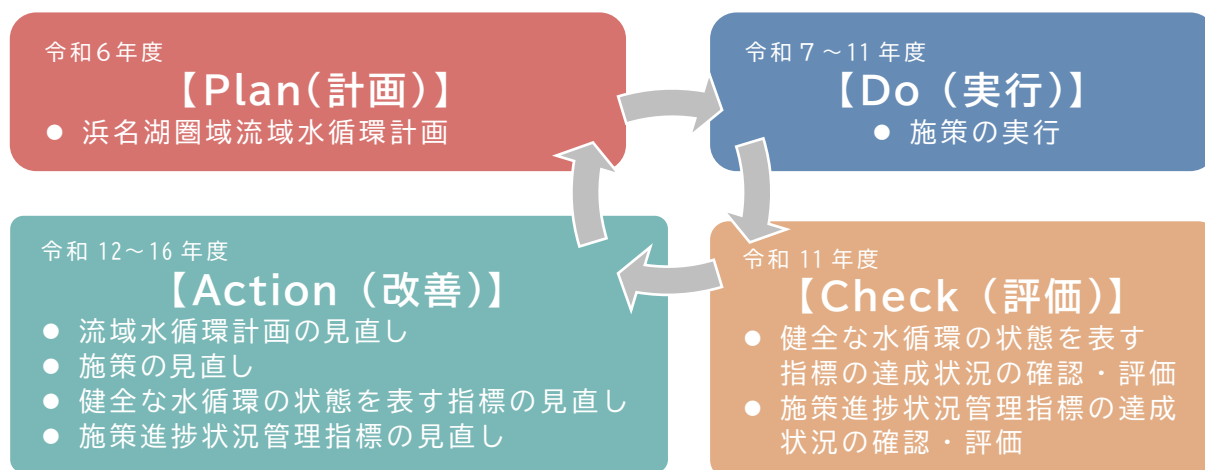 令和6年度
【Plan(計画)】
● 浜名湖圏域流域水循環計画
令和7～11年度
【Do（実行)】
● 施策の実行
令和 11 年度
【Check（評価)】
● 健全な水循環の状態を表す
指標の達成状況の確認・評価
● 施策進捗状況管理指標の達成
状況の確認・評価
令和 12～16 年度
【Action（改善)】
● 流域水循環計画の見直し
● 施策の見直し
● 健全な水循環の状態を表す指標の見直し
● 施策進捗状況管理指標の見直し